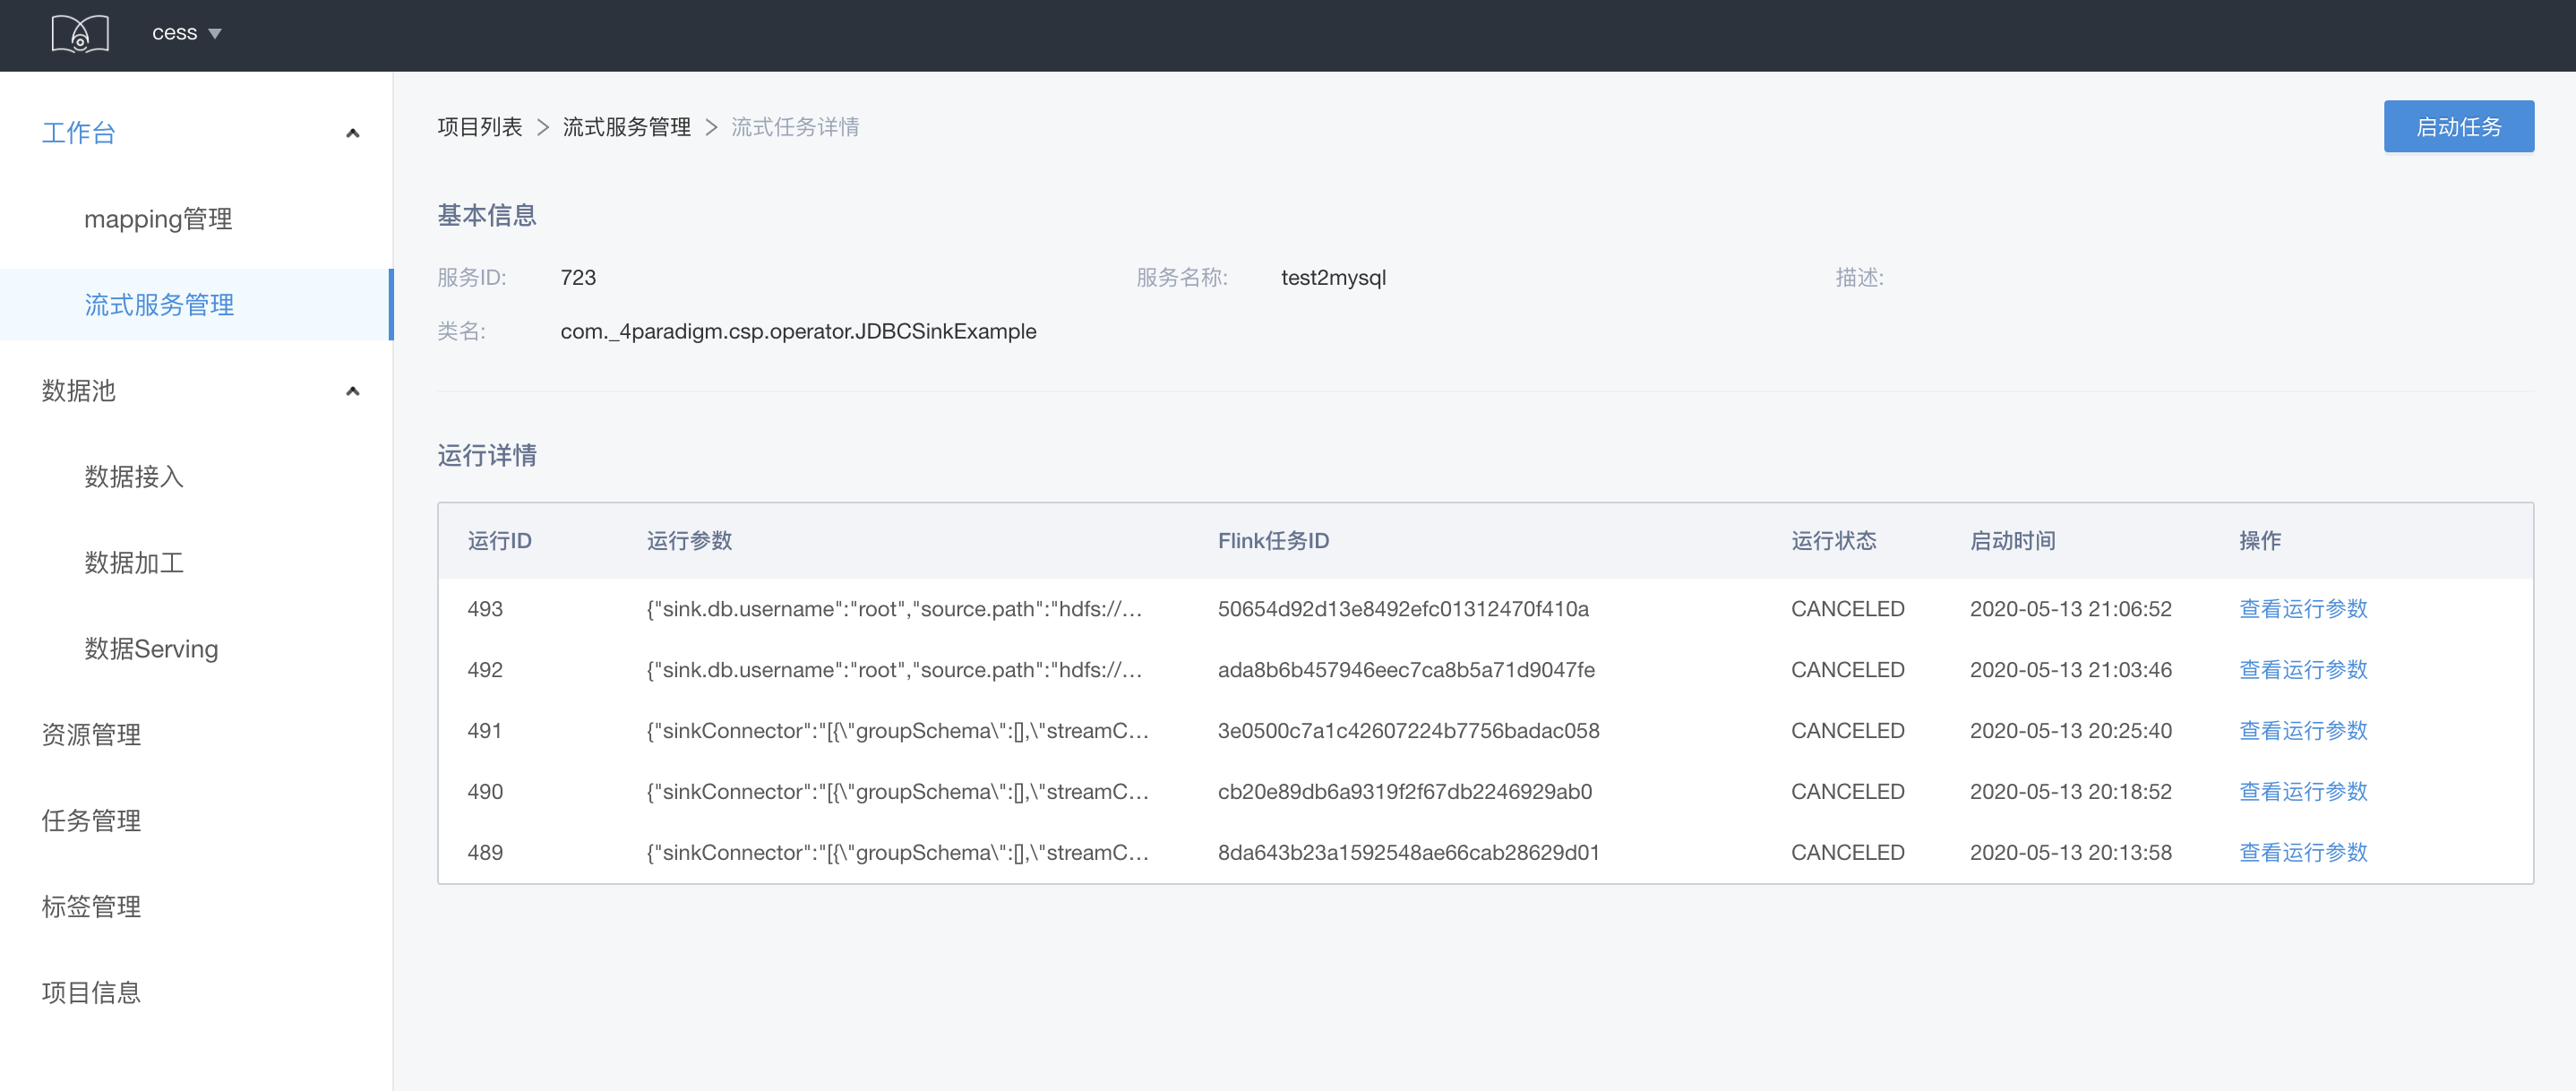 cess
工作台
mapping管理
流式服务管理
数据池
数据接入
数据加工
数据Serving
资源管理
任务管理
标签管理
项目信息
项目列表 > 流式服务管理 > 流式任务详情
启动任务
基本信息
服务ID: 723 服务名称: test2mysql 描述:
类名: com._4paradigm.csp.operator.JDBCSinkExample
运行详情
运行ID 运行参数 Flink任务ID 运行状态 启动时间 操作
493 {"sink.db.username":"root","source.path":"hdfs://... 50654d92d13e8492efc01312470f410a CANCELED 2020-05-13 21:06:52 查看运行参数
492 {"sink.db.username":"root","source.path":"hdfs://... ada8b6b457946eec7ca8b5a71d9047fe CANCELED 2020-05-13 21:03:46 查看运行参数
491 {"sinkConnector":"[{\"groupSchema\":[],\"streamC... 3e0500c7a1c42607224b7756badac058 CANCELED 2020-05-13 20:25:40 查看运行参数
490 {"sinkConnector":"[{\"groupSchema\":[],\"streamC... cb20e89db6a9319f2f67db2246929ab0 CANCELED 2020-05-13 20:18:52 查看运行参数
489 {"sinkConnector":"[{\"groupSchema\":[],\"streamC... 8da643b23a1592548ae66cab28629d01 CANCELED 2020-05-13 20:13:58 查看运行参数